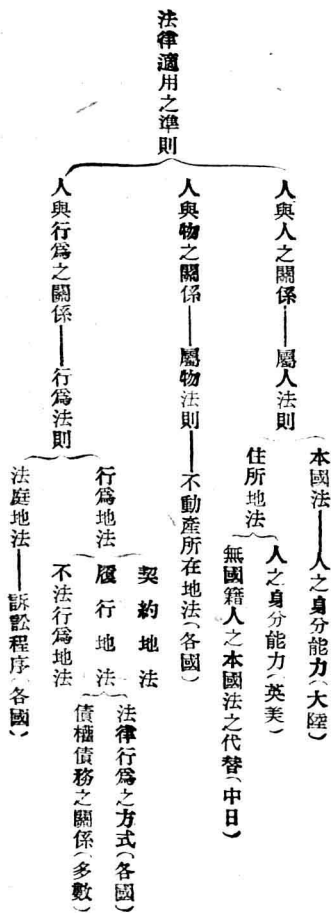 法律適用之準則
人與人之關係——屬人法則
本國法——人之身分能力(大陸)
住所地法
人之身分能力(英美)
無國籍人之本國法之代替(中日)
人與物之關係——屬物法則——不動產所在地法(各國)
人與行爲之關係——行爲法則
行爲地法
契約地法
履行地法
不法行爲地法
法律行爲之方式(各國)
債權債務之關係(多數)
法庭地法——訴訟程序(各國)